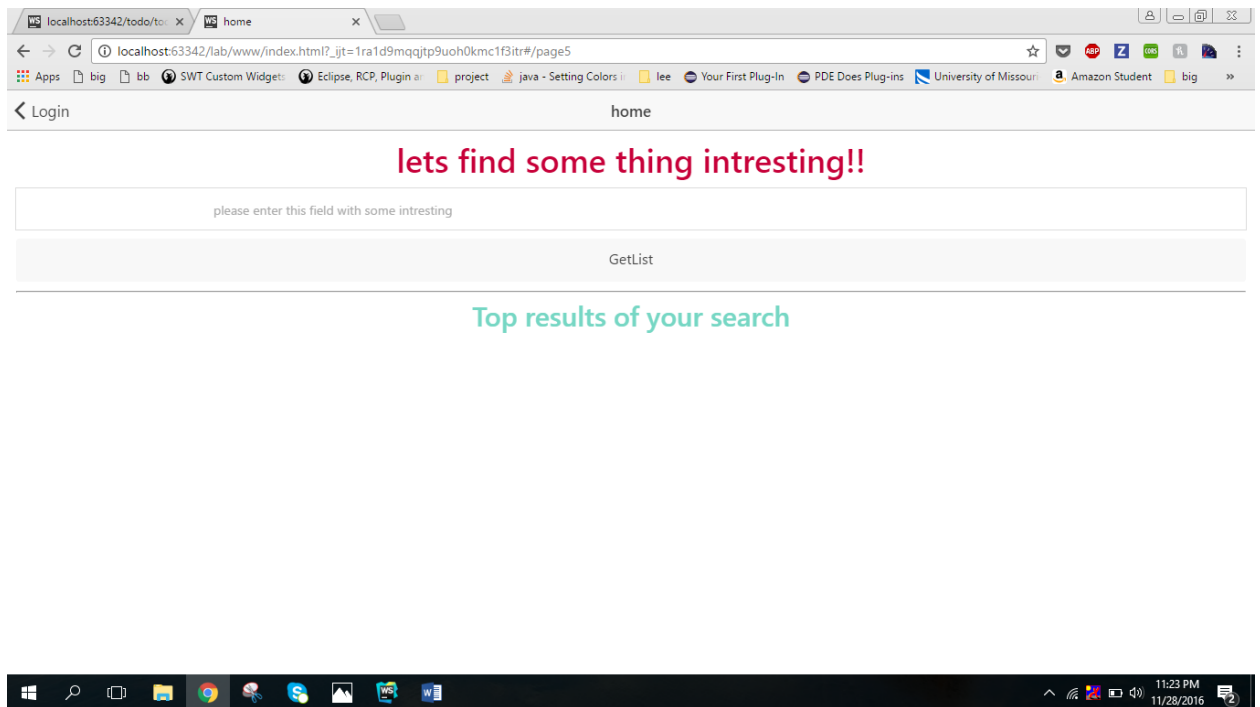 localhost:63342/todo/to
home
localhost:63342/lab/www/index.html?_ijt=1ra1d9mqqjtp9uoh0kmc1f3itr#/page5
Apps big bb SWT Custom Widgets Eclipse, RCP, Plugin a project java - Setting Colors i lee Your First Plug-In PDE Does Plug-ins University of Missouri Amazon Student big »
Login
home
lets find some thing intresting!!
please enter this field with some intresting
GetList
Top results of your search
11:23 PM
11/28/2016